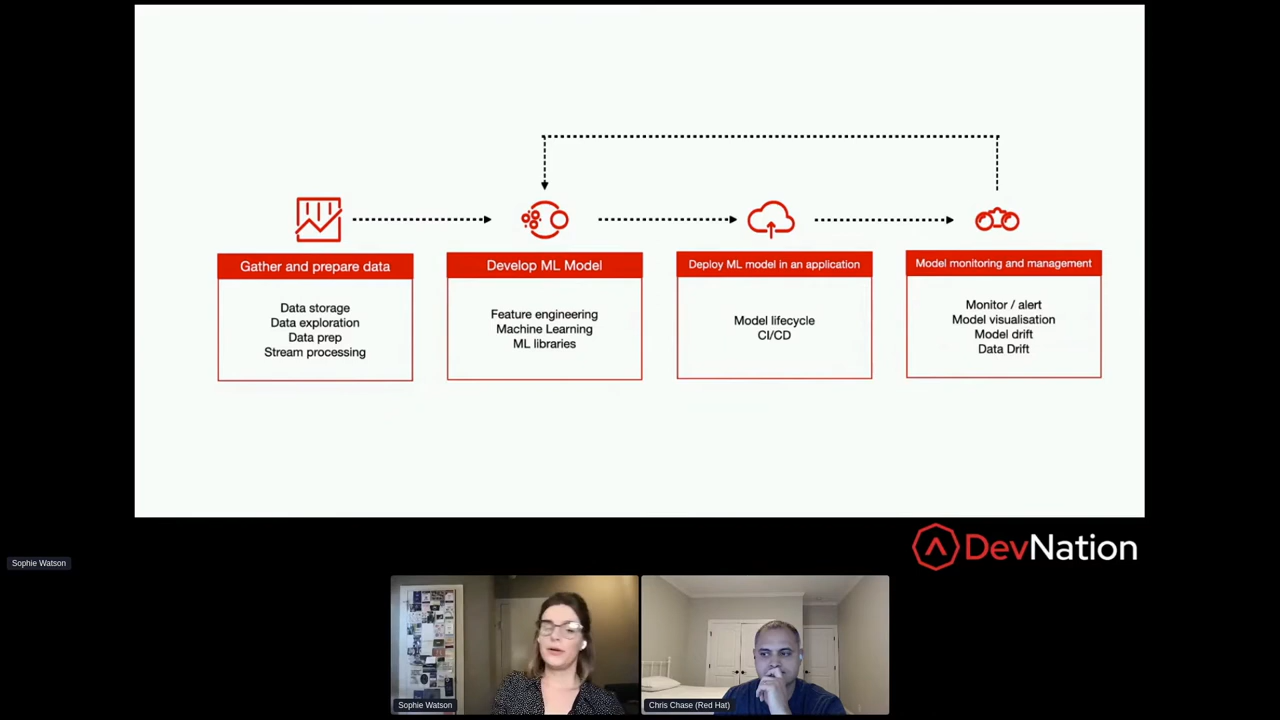 Gather and prepare data
Data storage
Data exploration
Data prep
Stream processing
Develop ML Model
Feature engineering
Machine Learning
ML libraries
Deploy ML model in an application
Model lifecycle
CI/CD
Model monitoring and management
Monitor / alert
Model visualisation
Model drift
Data Drift
DevNation
Sophie Watson
Sophie Watson
Chris Chase (Red Hat)